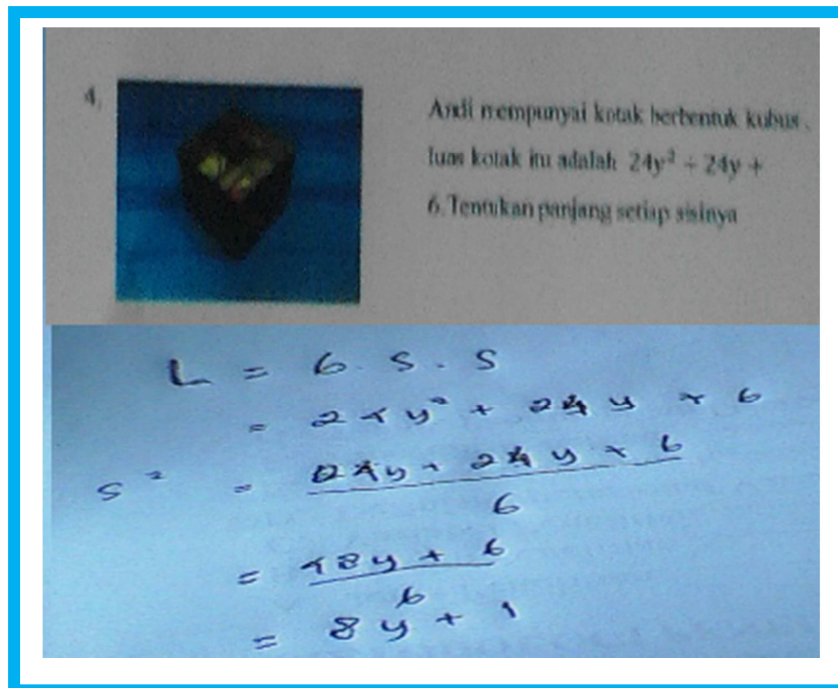 4.
Andi mempunyai kotak berbentuk kubus.
luas kotak itu adalah 24y² + 24y +
6. Tentukan panjang setiap sisinya
L = 6. s. s
= 24y² + 24y + 6
s² = 24y + 24y + 6
6
= 48y + 6
6
= 8y + 1